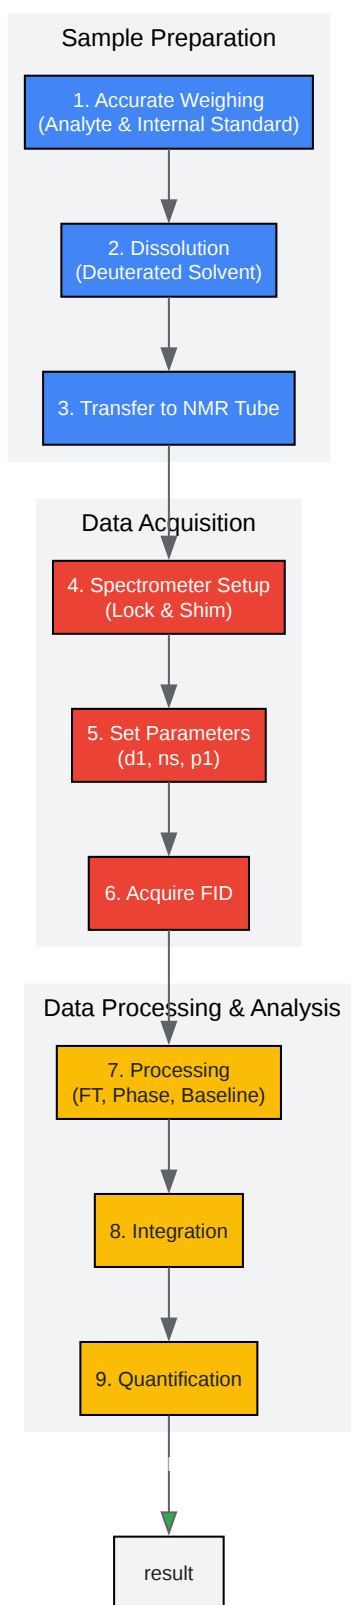 Sample Preparation
1. Accurate Weighing
(Analyte & Internal Standard)
2. Dissolution
(Deuterated Solvent)
3. Transfer to NMR Tube
Data Acquisition
4. Spectrometer Setup
(Lock & Shim)
5. Set Parameters
(d1, ns, p1)
6. Acquire FID
Data Processing & Analysis
7. Processing
(FT, Phase, Baseline)
8. Integration
9. Quantification
result